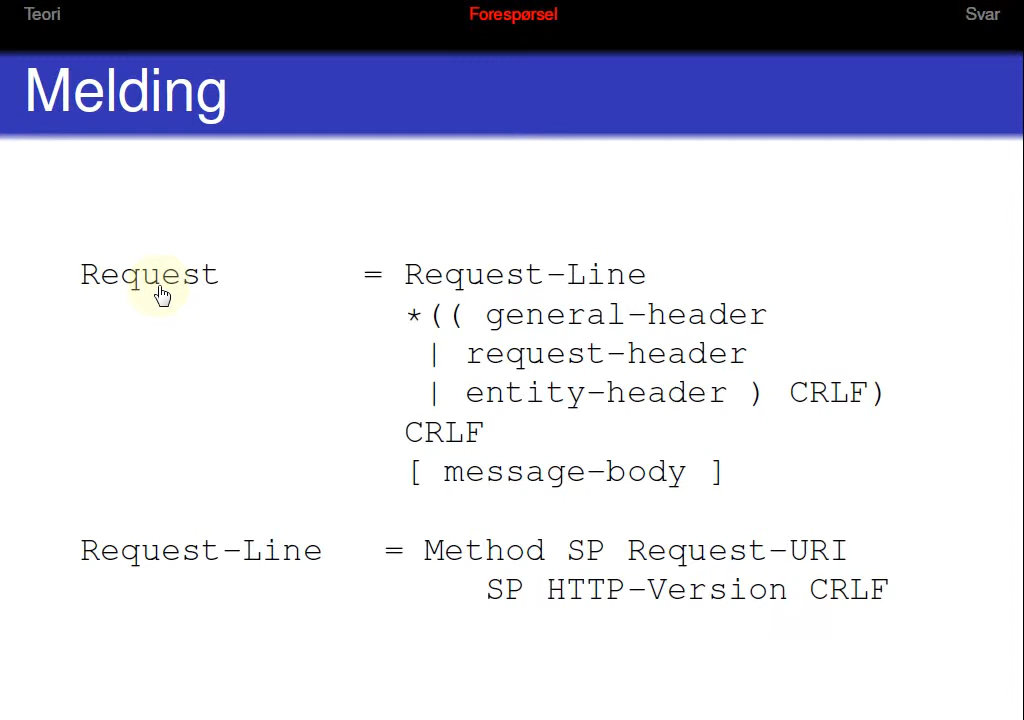 Teori Forespørsel Svar
Melding
Request = Request-Line
*(( general-header
| request-header
| entity-header ) CRLF)
CRLF
[ message-body ]
Request-Line = Method SP Request-URI
SP HTTP-Version CRLF